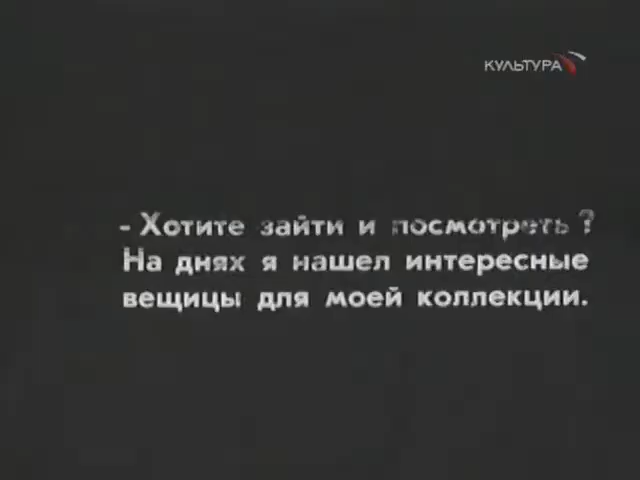 КУЛЬТУРА
- Хотите зайти и посмотреть ?
На днях я нашел интересные
вещицы для моей коллекции.